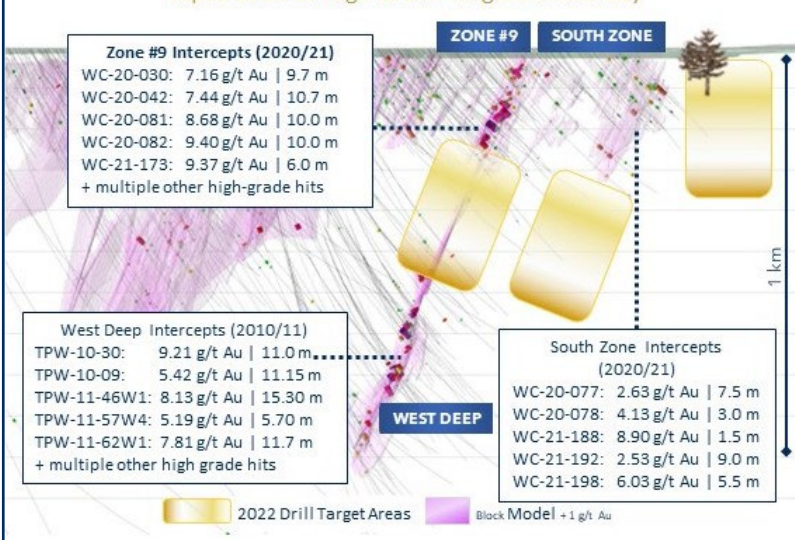 ZONE #9
SOUTH ZONE
Zone #9 Intercepts (2020/21)
WC-20-030: 7.16 g/t Au | 9.7 m
WC-20-042: 7.44 g/t Au | 10.7 m
WC-20-081: 8.68 g/t Au | 10.0 m
WC-20-082: 9.40 g/t Au | 10.0 m
WC-21-173: 9.37 g/t Au | 6.0 m
+ multiple other high-grade hits
1 km
West Deep Intercepts (2010/11)
TPW-10-30: 9.21 g/t Au | 11.0 m
TPW-10-09: 5.42 g/t Au | 11.15 m
TPW-11-46W1: 8.13 g/t Au | 15.30 m
TPW-11-57W4: 5.19 g/t Au | 5.70 m
TPW-11-62W1: 7.81 g/t Au | 11.7 m
+ multiple other high grade hits
WEST DEEP
South Zone Intercepts
(2020/21)
WC-20-077: 2.63 g/t Au | 7.5 m
WC-20-078: 4.13 g/t Au | 3.0 m
WC-21-188: 8.90 g/t Au | 1.5 m
WC-21-192: 2.53 g/t Au | 9.0 m
WC-21-198: 6.03 g/t Au | 5.5 m
2022 Drill Target Areas
Block Model + 1 g/t Au